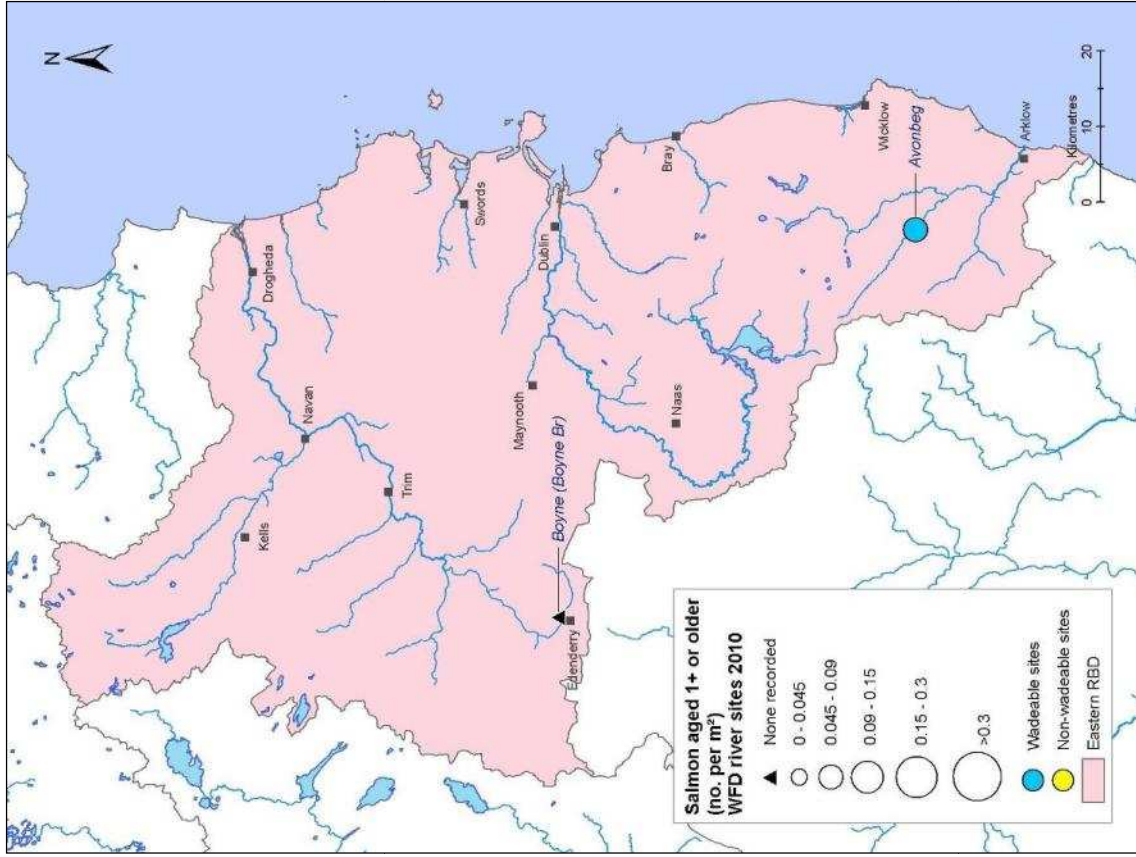 N
Drogheda
Navan
Kells
Trim
Swords
Dublin
Maynooth
Boyne (Boyne Br)
Edenderry
Naas
Bray
Wicklow
Avonbeg
Arklow
0 10 20
Kilometres
Salmon aged 1+ or older
(no. per m²)
WFD river sites 2010
None recorded
0 - 0.045
0.045 - 0.09
0.09 - 0.15
0.15 - 0.3
>0.3
Wadeable sites
Non-wadeable sites
Eastern RBD